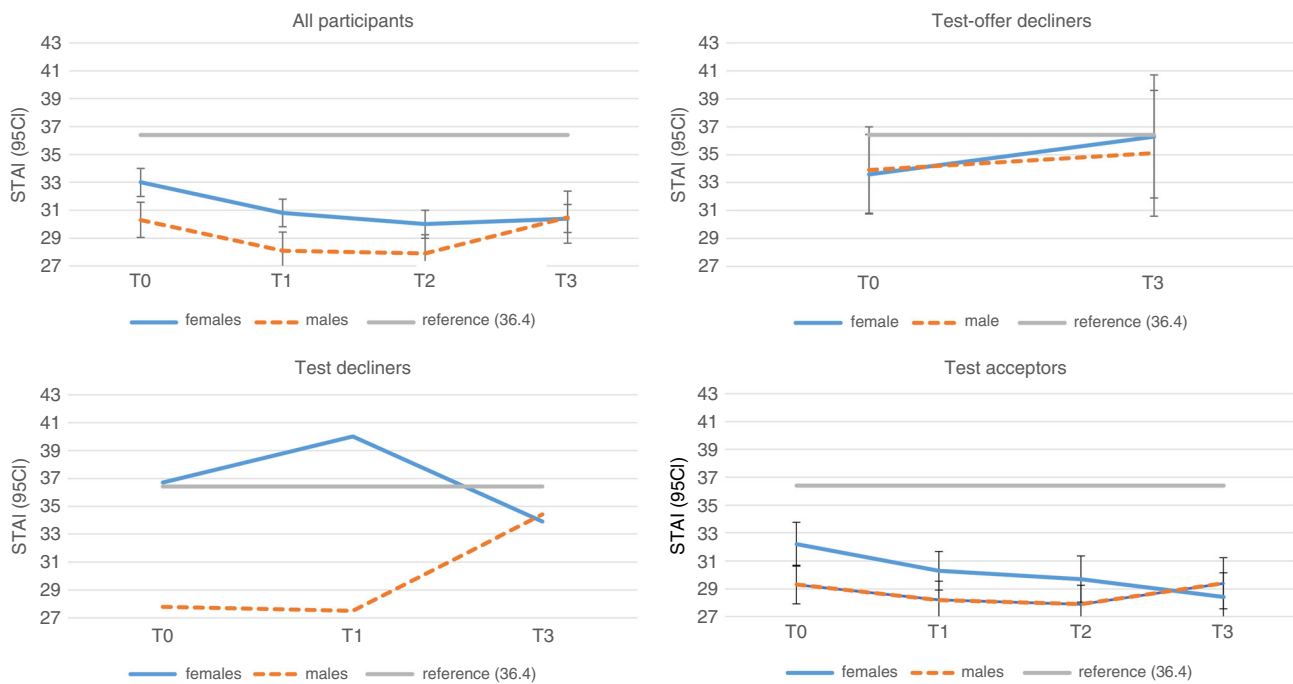 All participants
43
41
39
37
35
33
31
29
27
STAI (95CI)
T0 T1 T2 T3
females males reference (36.4)
Test-offer decliners
43
41
39
37
35
33
31
29
27
STAI (95CI)
T0 T3
female male reference (36.4)
Test decliners
43
41
39
37
35
33
31
29
27
STAI (95CI)
T0 T1 T3
females males reference (36.4)
Test acceptors
43
41
39
37
35
33
31
29
27
STAI (95CI)
T0 T1 T2 T3
females males reference (36.4)